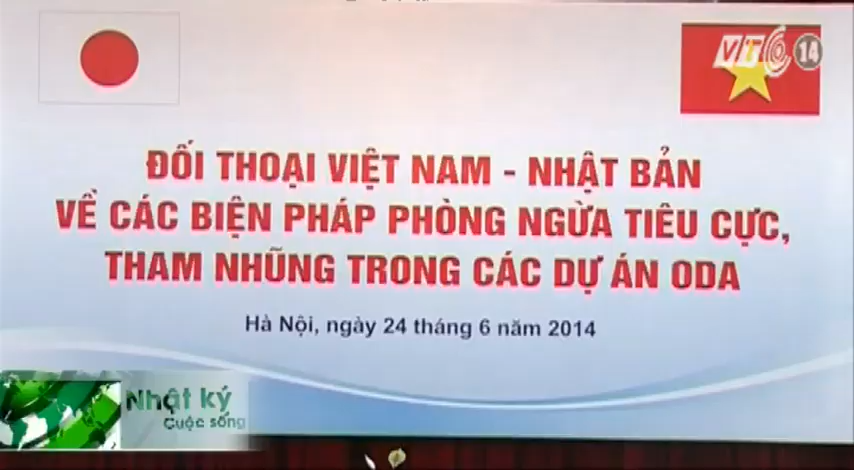 VTC 14
ĐỐI THOẠI VIỆT NAM - NHẬT BẢN
VỀ CÁC BIỆN PHÁP PHÒNG NGỪA TIÊU CỰC,
THAM NHŨNG TRONG CÁC DỰ ÁN ODA
Hà Nội, ngày 24 tháng 6 năm 2014
Nhật ký
Cuộc sống